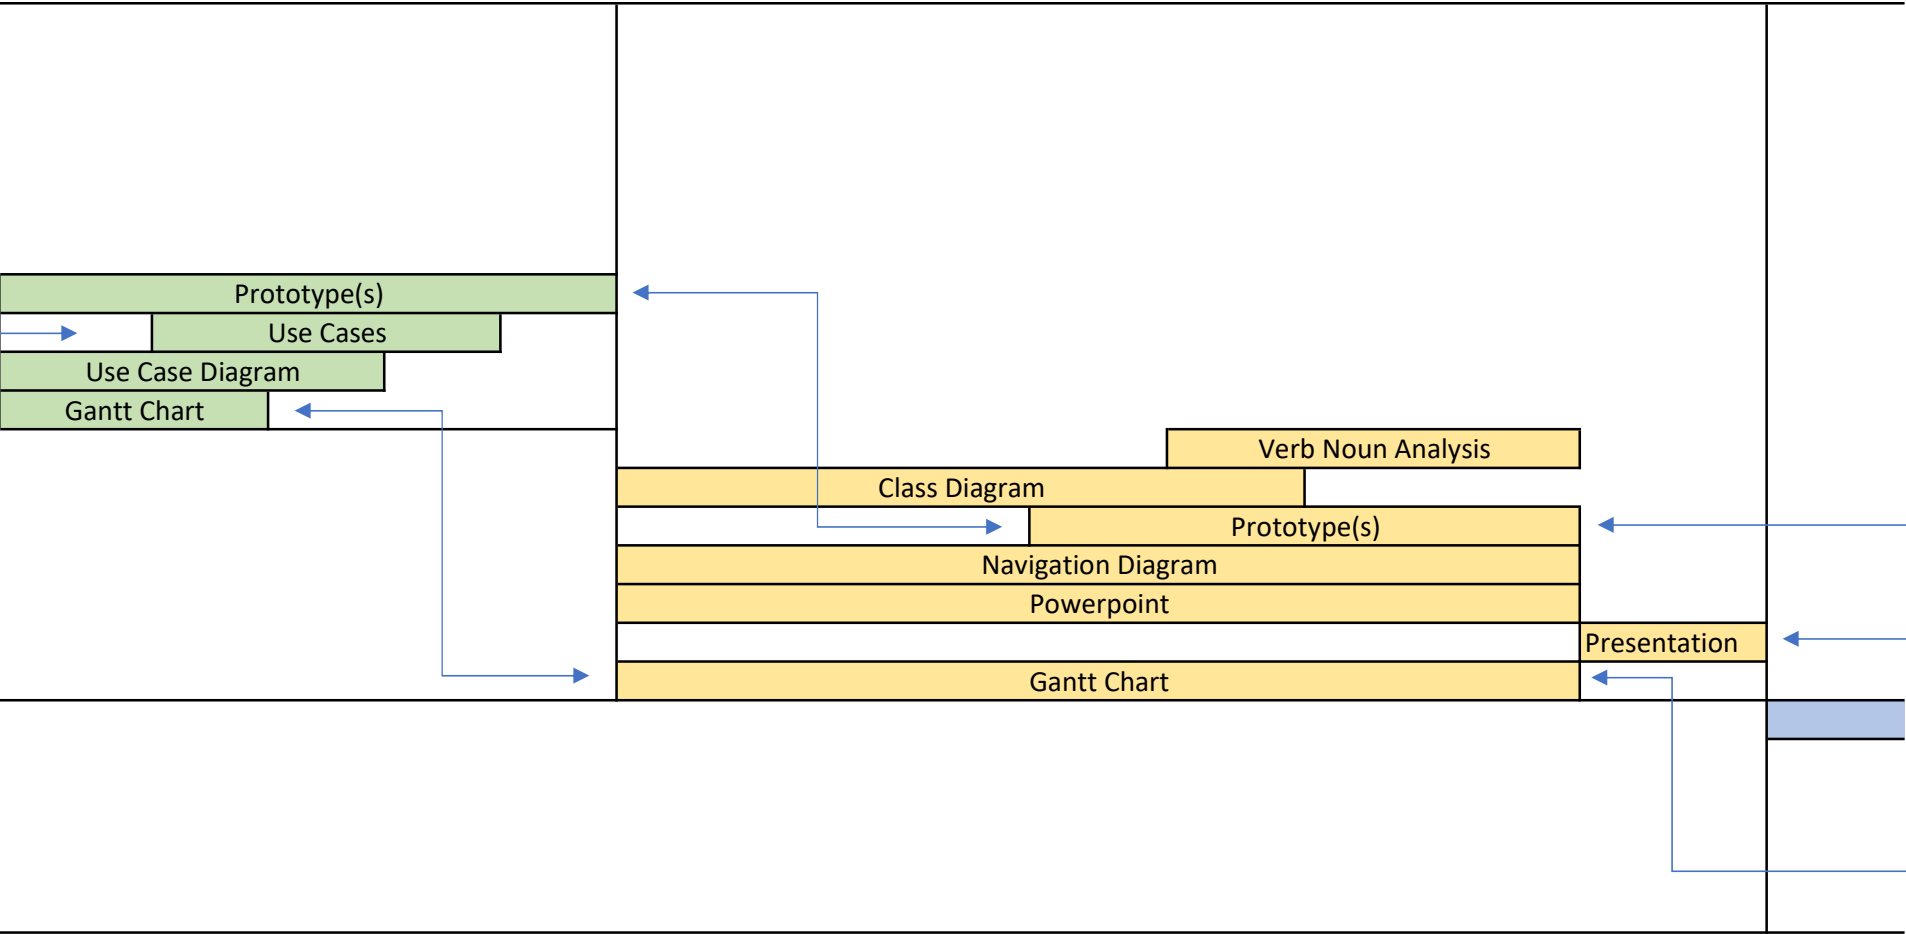 Prototype(s)
Use Cases
Use Case Diagram
Gantt Chart
Verb Noun Analysis
Class Diagram
Prototype(s)
Navigation Diagram
Powerpoint
Presentation
Gantt Chart